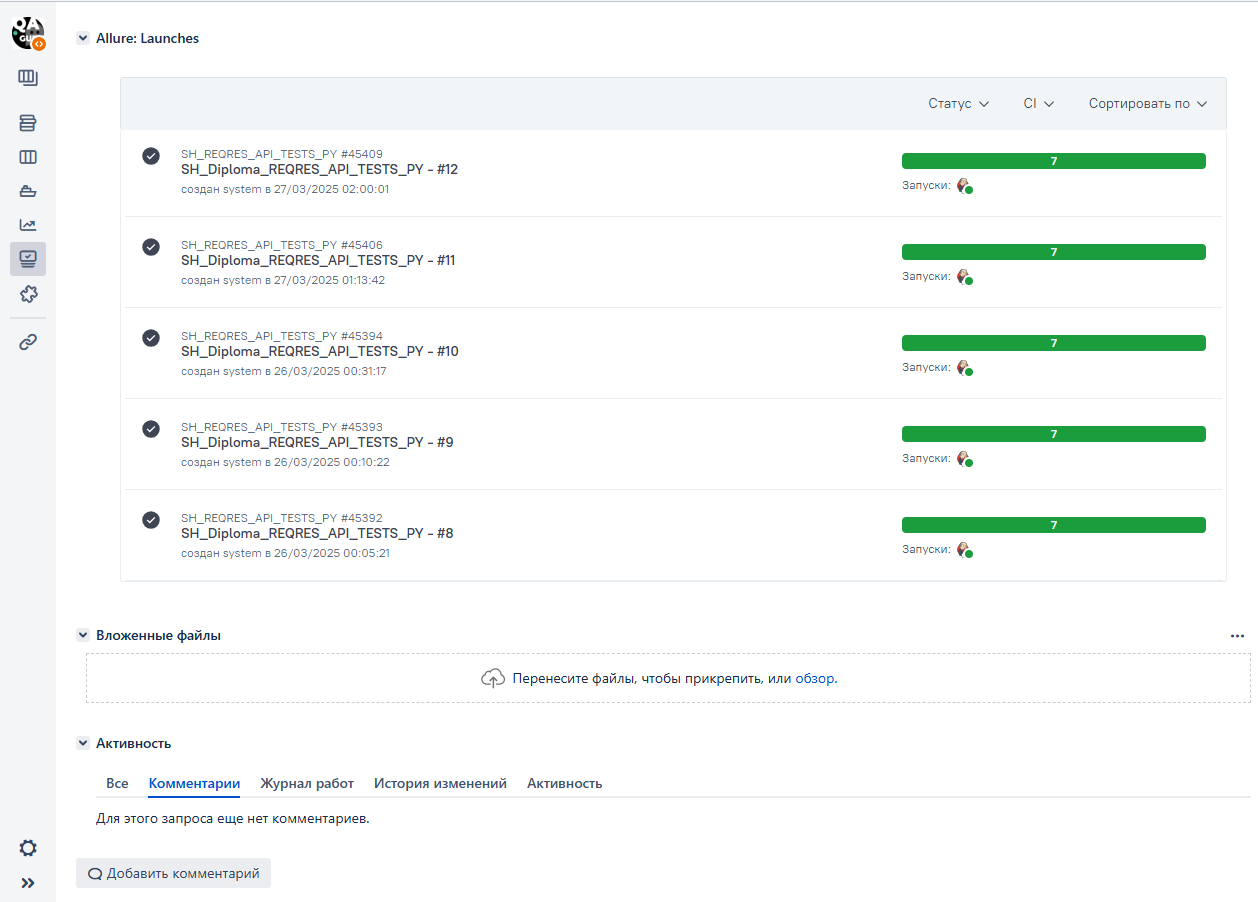 QA
GU
Allure: Launches
Статус CI Сортировать по
SH_REQRES_API_TESTS_PY #45409
SH_Diploma_REQRES_API_TESTS_PY - #12
создан system в 27/03/2025 02:00:01
7
Запуски:
SH_REQRES_API_TESTS_PY #45406
SH_Diploma_REQRES_API_TESTS_PY - #11
создан system в 27/03/2025 01:13:42
7
Запуски:
SH_REQRES_API_TESTS_PY #45394
SH_Diploma_REQRES_API_TESTS_PY - #10
создан system в 26/03/2025 00:31:17
7
Запуски:
SH_REQRES_API_TESTS_PY #45393
SH_Diploma_REQRES_API_TESTS_PY - #9
создан system в 26/03/2025 00:10:22
7
Запуски:
SH_REQRES_API_TESTS_PY #45392
SH_Diploma_REQRES_API_TESTS_PY - #8
создан system в 26/03/2025 00:05:21
7
Запуски:
Вложенные файлы
Перенесите файлы, чтобы прикрепить, или обзор.
Активность
Все Комментарии Журнал работ История изменений Активность
Для этого запроса еще нет комментариев.
Добавить комментарий